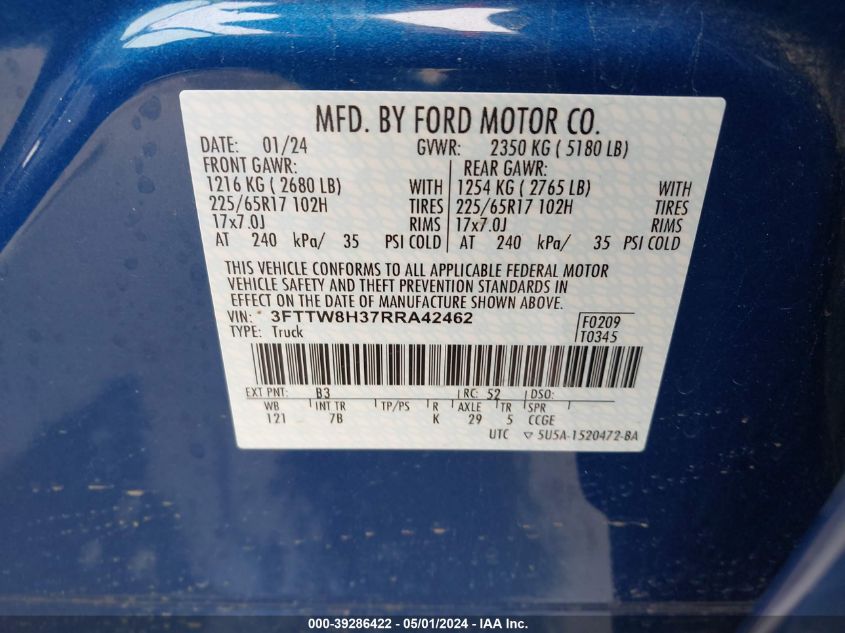 MFD. BY FORD MOTOR CO.
DATE: 01/24 GVWR: 2350 KG ( 5180 LB)
FRONT GAWR: REAR GAWR:
1216 KG ( 2680 LB) WITH 1254 KG ( 2765 LB) WITH
225/65R17 102H TIRES 225/65R17 102H TIRES
17x7.0J RIMS 17x7.0J RIMS
AT 240 kPa/ 35 PSI COLD AT 240 kPa/ 35 PSI COLD
THIS VEHICLE CONFORMS TO ALL APPLICABLE FEDERAL MOTOR
VEHICLE SAFETY AND THEFT PREVENTION STANDARDS IN
EFFECT ON THE DATE OF MANUFACTURE SHOWN ABOVE.
VIN: 3FTTW8H37RRA42462 F0209
TYPE: Truck T0345
EXT PNT: B3 RC: 52 DSO:
WB INT TR TP/PS R AXLE TR SPR
121 7B K 29 5 CCGE
UTC ▽ 5U5A-1520472-BA
000-39286422 - 05/01/2024 - IAA Inc.